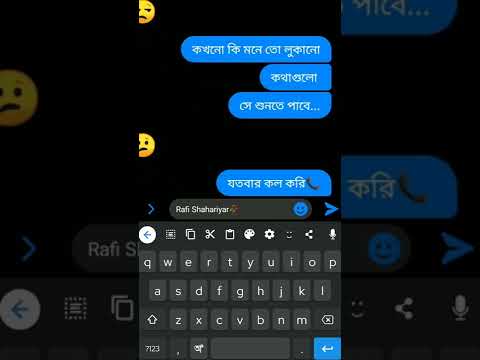 কখনো কি মনে তো লুকানো
কথাগুলো
সে শুনতে পাবে...
যতবার কল করি📞
করি📞
Rafi Shahariyar
Rafi Sh
q w e r t y u i o p
a s d f g h j k l
z x c v b n m
?123 , অ .